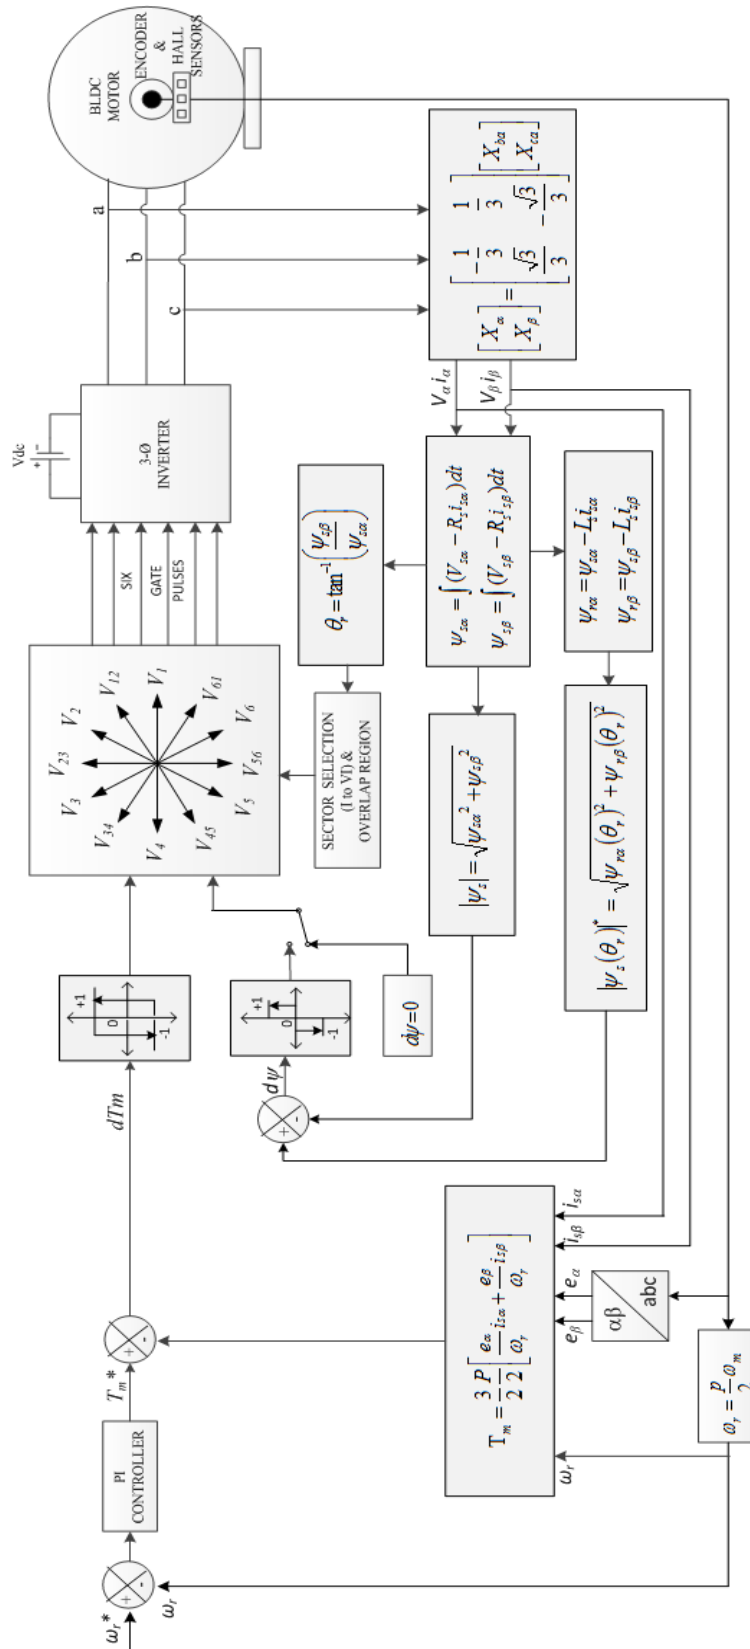 ω_r*
+
-
ω_r
PI
CONTROLLER
T_m*
+
-
dTm
+1
0
-1
V_1
V_12
V_2
V_23
V_3
V_34
V_4
V_45
V_5
V_56
V_6
V_61
SIX
GATE
PULSES
Vdc
+ -
3-Ø
INVERTER
a
b
c
BLDC
MOTOR
ENCODER
&
HALL
SENSORS
+
-
dψ
+1
0
-1
dψ=0
SECTOR SELECTION
(I to VI) &
OVERLAP REGION
θ_r = tan^-1 (ψ_sβ / ψ_sα)
|ψ_s| = √(ψ_sα^2 + ψ_sβ^2)
ψ_sα = ∫(V_sα − R_s i_sα)dt
ψ_sβ = ∫(V_sβ − R_s i_sβ)dt
V_α i_α
V_β i_β
[X_α X_β] = [−1/3 1/3 √3/3 −√3/3] [X_ba X_ca]
|ψ_s(θ_r)|* = √(ψ_rα(θ_r)^2 + ψ_rβ(θ_r)^2)
ψ_rα = ψ_sα − L_s i_sα
ψ_rβ = ψ_sβ − L_s i_sβ
T_m = 3/2 P/2 [e_α/ω_r i_sα + e_β/ω_r i_sβ]
ω_r
e_β
e_α
i_sβ
i_sα
αβ
abc
ω_r = p/2 ω_m